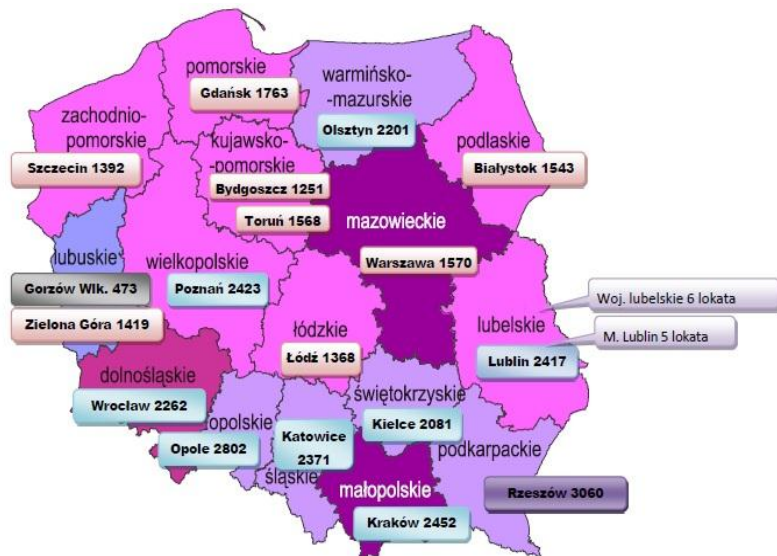 pomorskie
Gdańsk 1763
warmińsko-
-mazurskie
Olsztyn 2201
zachodnio-
pomorskie
Szczecin 1392
kujawsko-
-pomorskie
Bydgoszcz 1251
Toruń 1568
podlaskie
Białystok 1543
mazowieckie
Warszawa 1570
lubuskie
Gorzów Wlk. 473
Zielona Góra 1419
wielkopolskie
Poznań 2423
łódzkie
Łódź 1368
lubelskie
Lublin 2417
Woj. lubelskie 6 lokata
M. Lublin 5 lokata
dolnośląskie
Wrocław 2262
opolskie
Opole 2802
Katowice
2371
śląskie
świętokrzyskie
Kielce 2081
podkarpackie
Rzeszów 3060
małopolskie
Kraków 2452